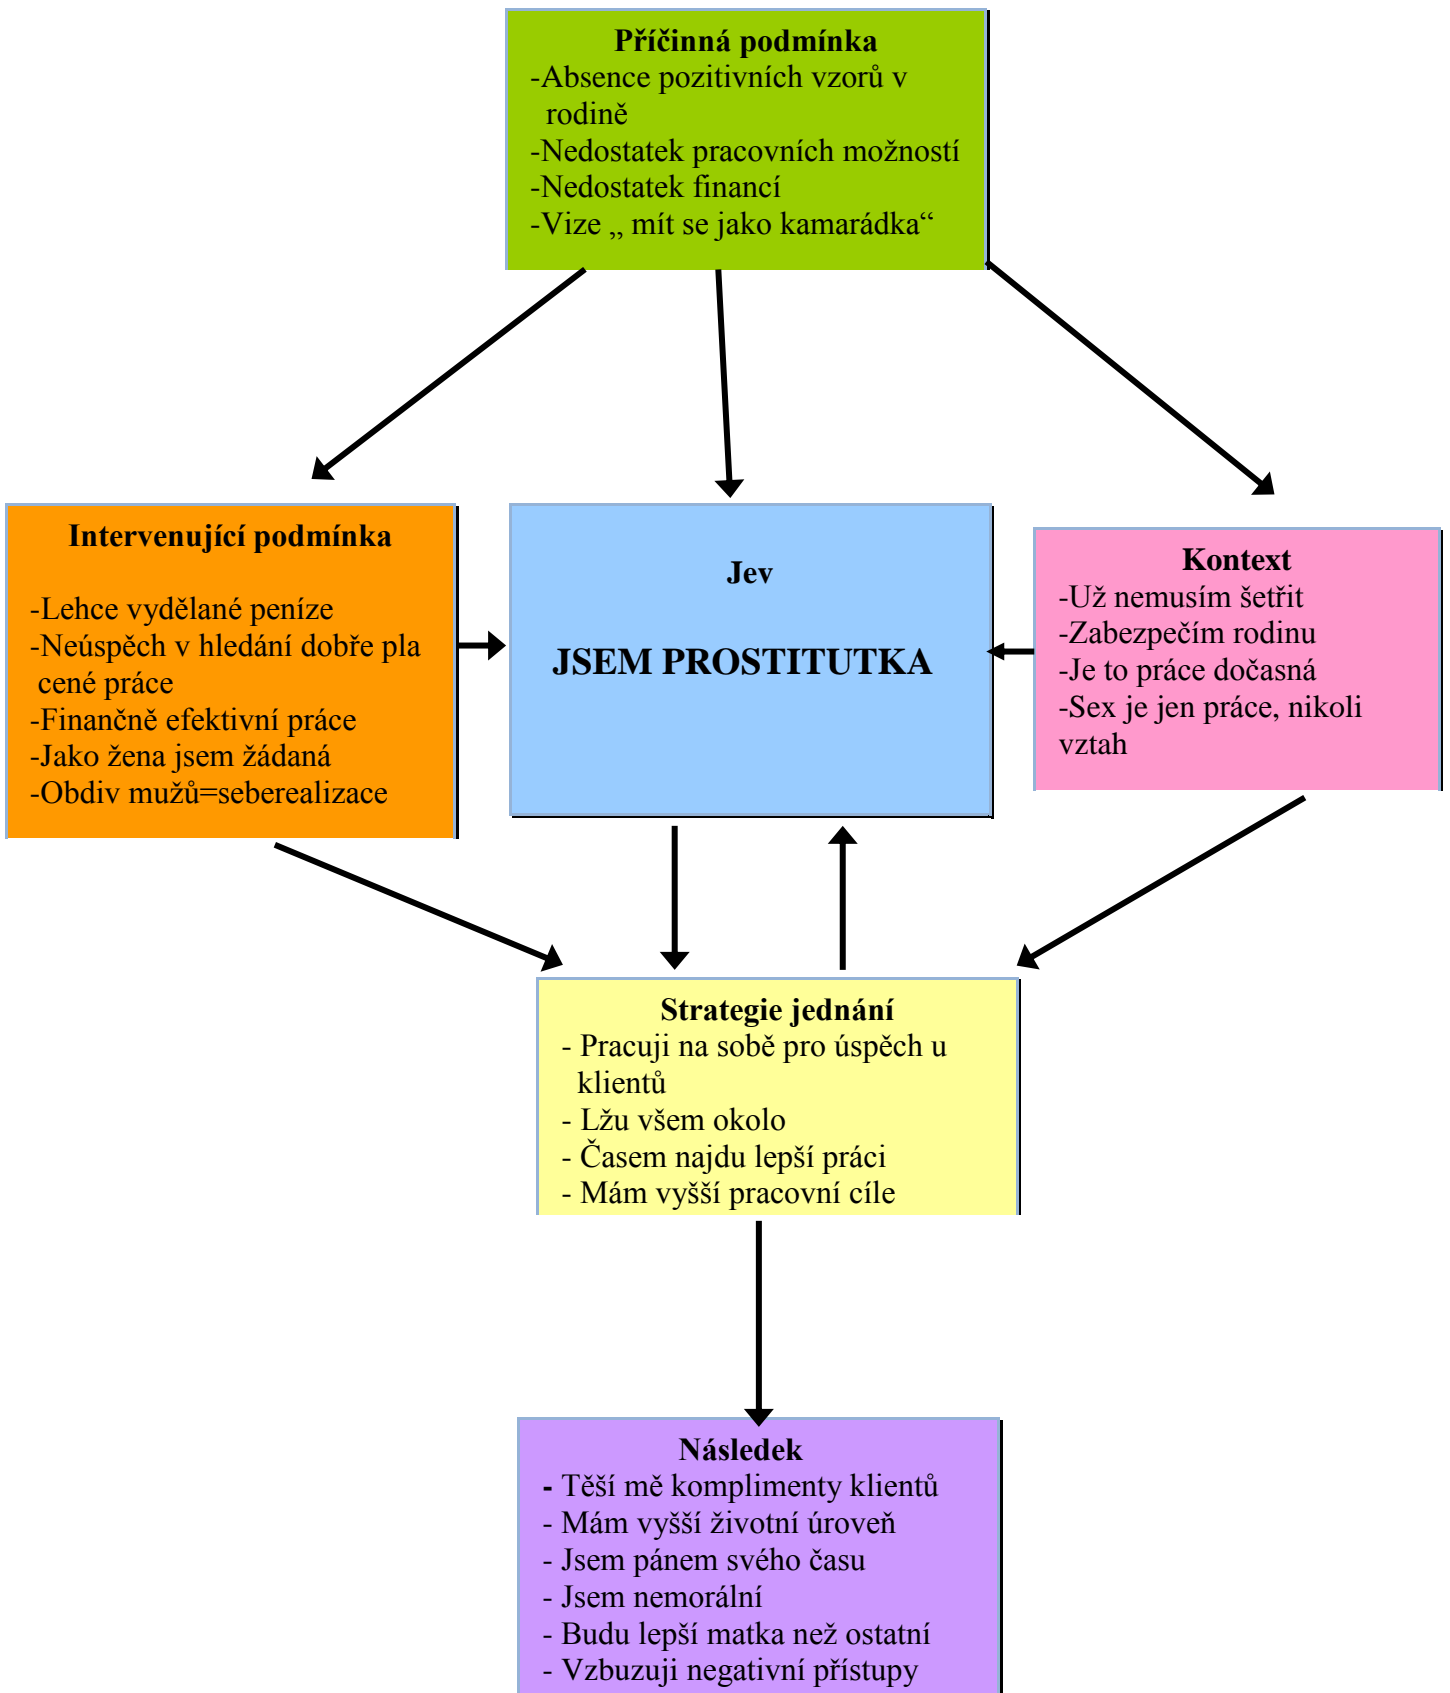 Příčinná podmínka
-Absence pozitivních vzorů v
rodině
-Nedostatek pracovních možností
-Nedostatek financí
-Vize „ mít se jako kamarádka“
Intervenující podmínka
-Lehce vydělané peníze
-Neúspěch v hledání dobře pla
cené práce
-Finančně efektivní práce
-Jako žena jsem žádaná
-Obdiv mužů=seberealizace
Jev
JSEM PROSTITUTKA
Kontext
-Už nemusím šetřit
-Zabezpečím rodinu
-Je to práce dočasná
-Sex je jen práce, nikoli
vztah
Strategie jednání
- Pracuji na sobě pro úspěch u
klientů
- Lžu všem okolo
- Časem najdu lepší práci
- Mám vyšší pracovní cíle
Následek
- Těší mě komplimenty klientů
- Mám vyšší životní úroveň
- Jsem pánem svého času
- Jsem nemorální
- Budu lepší matka než ostatní
- Vzbuzuji negativní přístupy